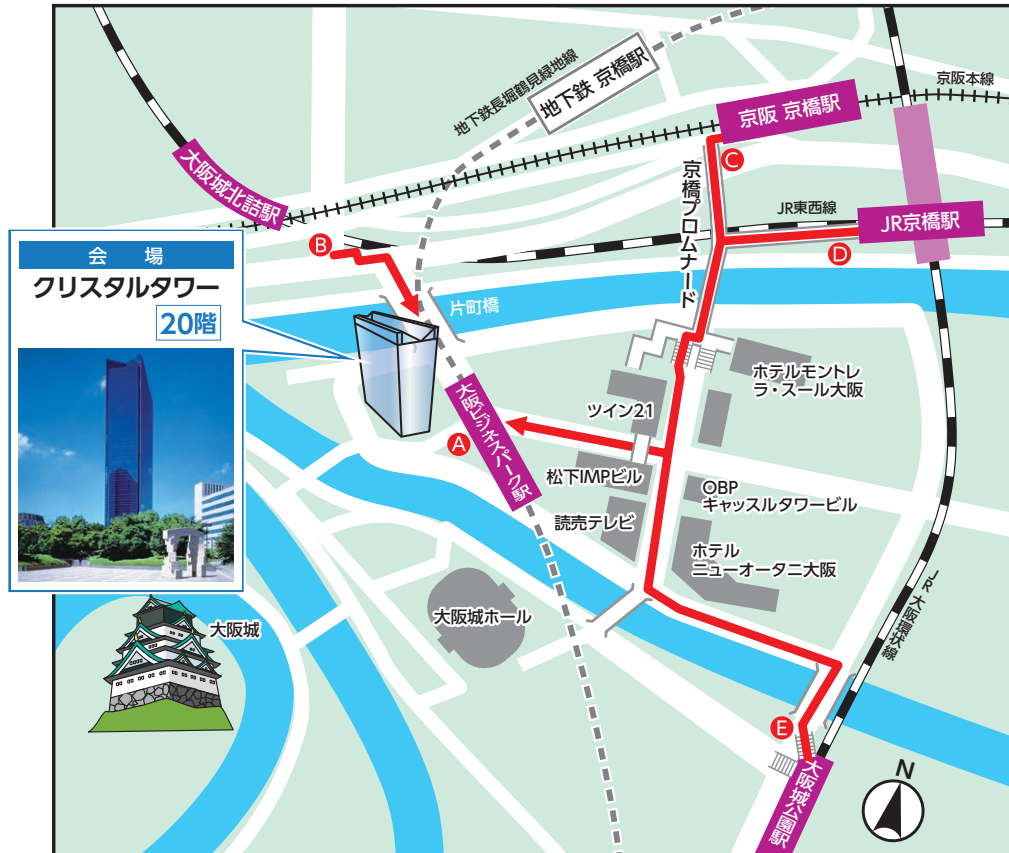 地下鉄長堀鶴見緑地線
地下鉄 京橋駅
京阪 京橋駅
京阪本線
大阪城北詰駅
C
京橋プロムナード
JR東西線
JR京橋駅
D
B
会 場
クリスタルタワー
20階
片町橋
ホテルモントレ
ラ・スール大阪
ツイン21
大阪ビジネスパーク駅
A
松下IMPビル
OBP
キャッスルタワービル
読売テレビ
ホテル
ニューオータニ大阪
JR 大阪環状線
大阪城ホール
大阪城
E
大阪城公園駅
N